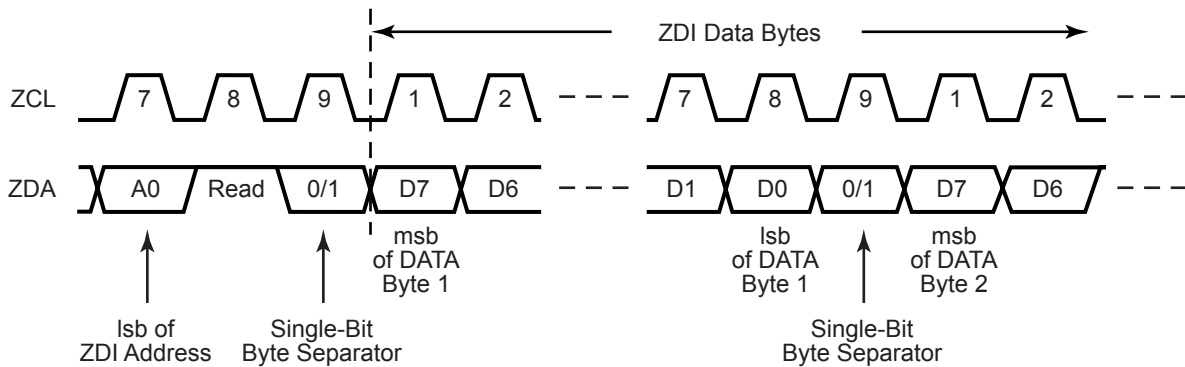 ZDI Data Bytes
ZCL 7 8 9 1 2 7 8 9 1 2
ZDA A0 Read 0/1 D7 D6 D1 D0 0/1 D7 D6
msb of DATA Byte 1
lsb of DATA Byte 1
msb of DATA Byte 2
lsb of ZDI Address
Single-Bit Byte Separator
Single-Bit Byte Separator